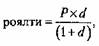 роялти = P×d / (1+d),